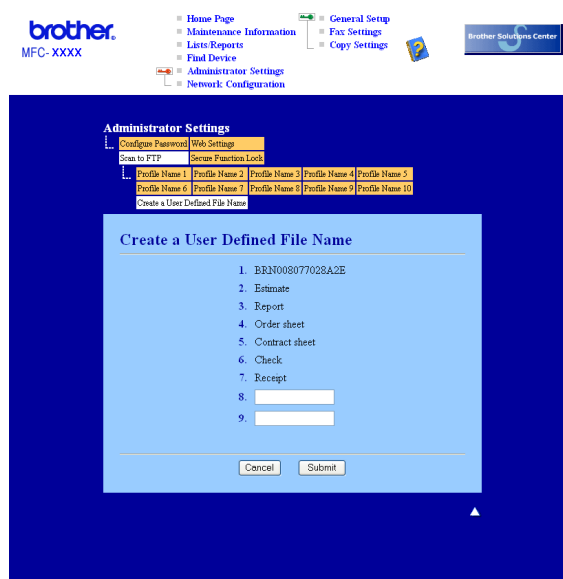 brother.
MFC-XXXX
Home Page
Maintenance Information
Lists/Reports
Find Device
Administrator Settings
Network Configuration
General Setup
Fax Settings
Copy Settings
Brother Solutions Center
Administrator Settings
Configure Password Web Settings
Scan to FTP Secure Function Lock
Profile Name 1 Profile Name 2 Profile Name 3 Profile Name 4 Profile Name 5
Profile Name 6 Profile Name 7 Profile Name 8 Profile Name 9 Profile Name 10
Create a User Defined File Name
Create a User Defined File Name
1. BRN008077028A2E
2. Estimate
3. Report
4. Order sheet
5. Contract sheet
6. Check
7. Receipt
8.
9.
Cancel Submit